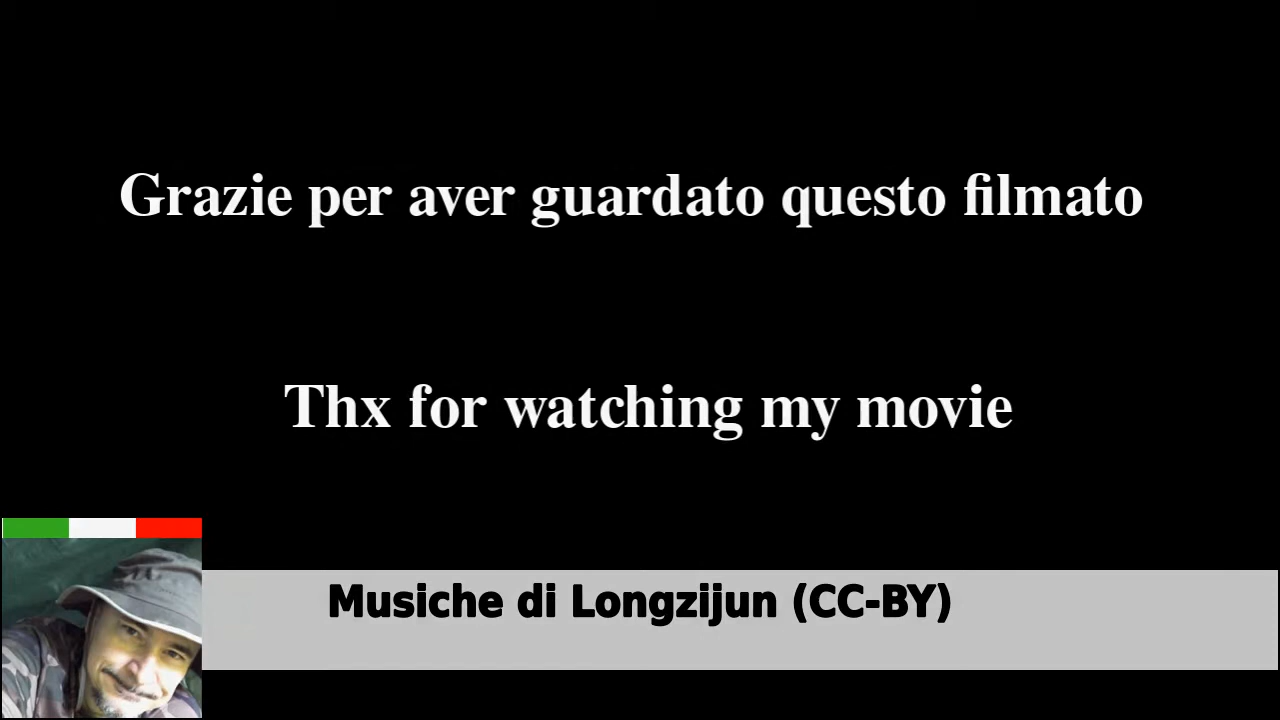 Grazie per aver guardato questo filmato
Thx for watching my movie
Musiche di Longzijun (CC-BY)